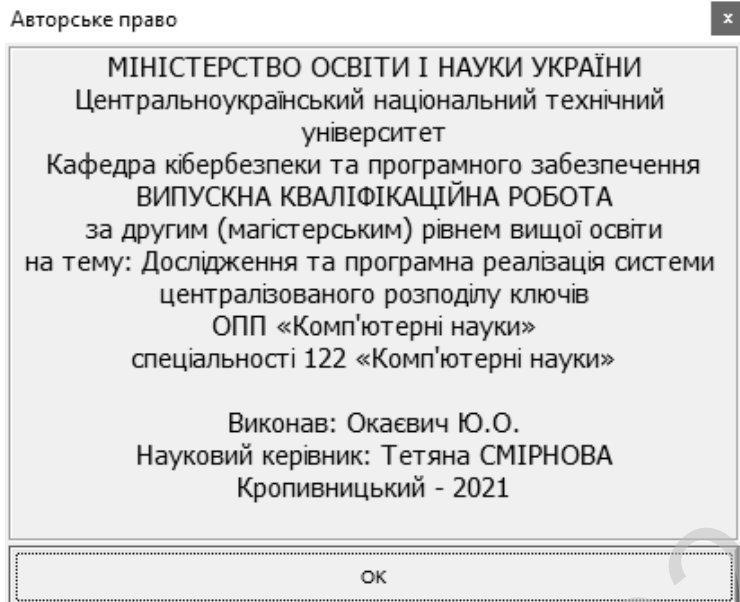 Авторське право
x
МІНІСТЕРСТВО ОСВІТИ І НАУКИ УКРАЇНИ
Центральноукраїнський національний технічний
університет
Кафедра кібербезпеки та програмного забезпечення
ВИПУСКНА КВАЛІФІКАЦІЙНА РОБОТА
за другим (магістерським) рівнем вищої освіти
на тему: Дослідження та програмна реалізація системи
централізованого розподілу ключів
ОПП «Комп'ютерні науки»
спеціальності 122 «Комп'ютерні науки»
Виконав: Окаєвич Ю.О.
Науковий керівник: Тетяна СМІРНОВА
Кропивницький - 2021
ОК